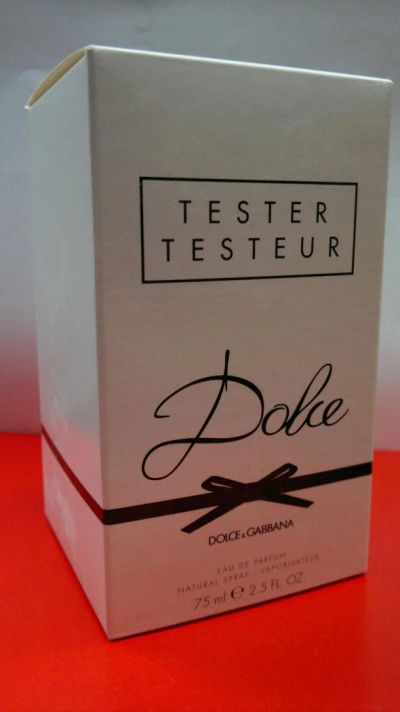 TESTER
TESTEUR
Dolce
DOLCE & GABBANA
EAU DE PARFUM
NATURAL SPRAY - VAPORISATEUR
75 ml ℮ 2.5 FL. OZ.